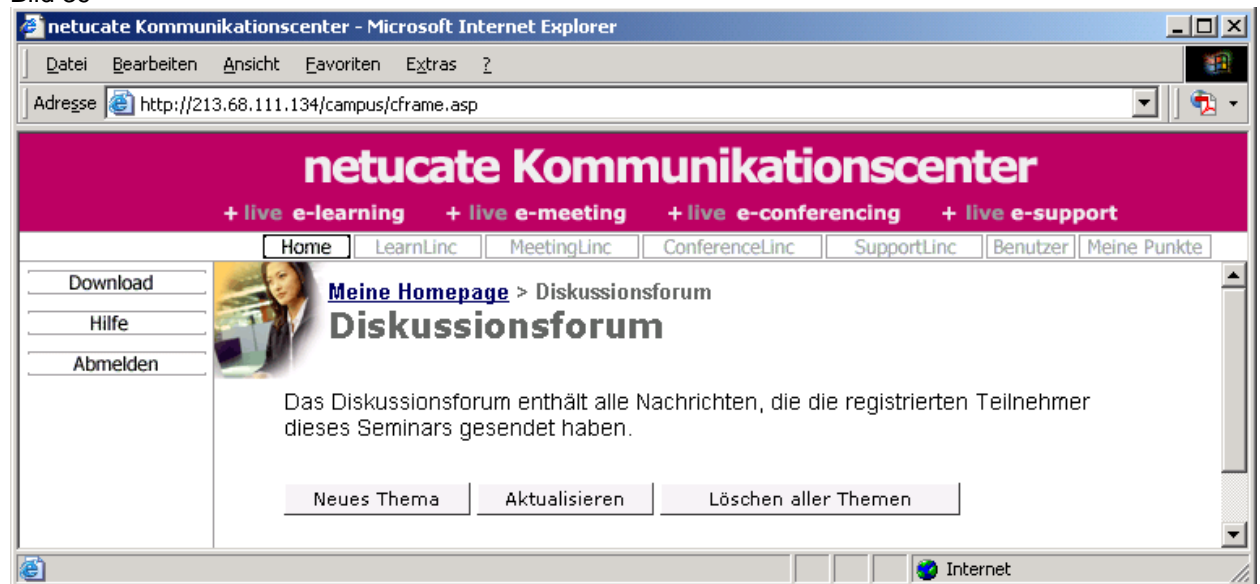 netucate Kommunikationscenter - Microsoft Internet Explorer
Datei Bearbeiten Ansicht Favoriten Extras ?
Adresse http://213.68.111.134/campus/cframe.asp
netucate Kommunikationscenter
+ live e-learning + live e-meeting + live e-conferencing + live e-support
Home LearnLinc MeetingLinc ConferenceLinc SupportLinc Benutzer Meine Punkte
Download
Hilfe
Abmelden
Meine Homepage > Diskussionsforum
Diskussionsforum
Das Diskussionsforum enthält alle Nachrichten, die die registrierten Teilnehmer
dieses Seminars gesendet haben.
Neues Thema Aktualisieren Löschen aller Themen
Internet